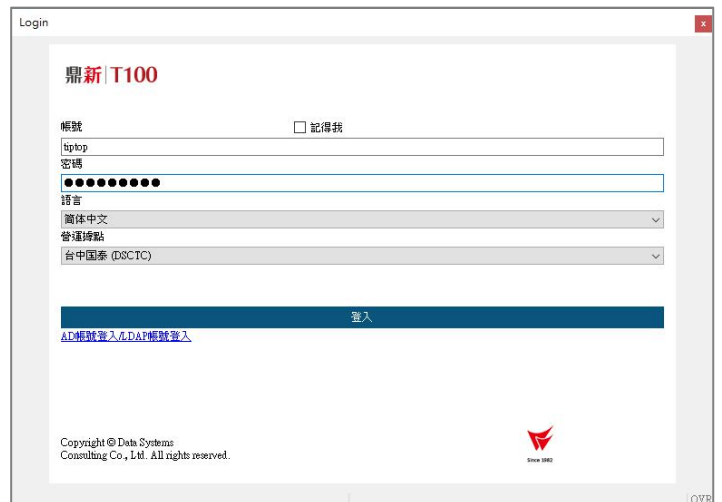 Login
x
鼎新|T100
帳號
記得我
tiptop
密碼
●●●●●●●●●
語言
简体中文
營運據點
台中国泰 (DSCTC)
登入
AD帳號登入/LDAP帳號登入
Copyright © Data Systems
Consulting Co., Ltd. All rights reserved.
Since 1982
OVR